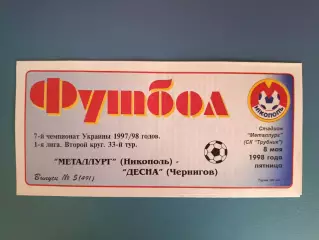 Футбол
НИКОПОЛЬ
7-й чемпионат Украины 1997/98 годов.
1-я лига. Второй круг. 33-й тур.
"МЕТАЛЛУРГ" (Никополь) -
"ДЕСНА" (Чернигов)
Выпуск № 5(401)
Стадион
"Металлург"
(СК "Трубник")
8 мая
1998 года
пятница